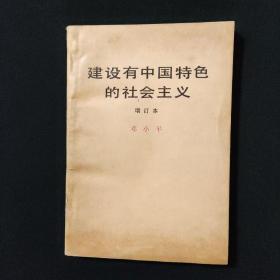 建设有中国特色
的社会主义
增订本
邓小平